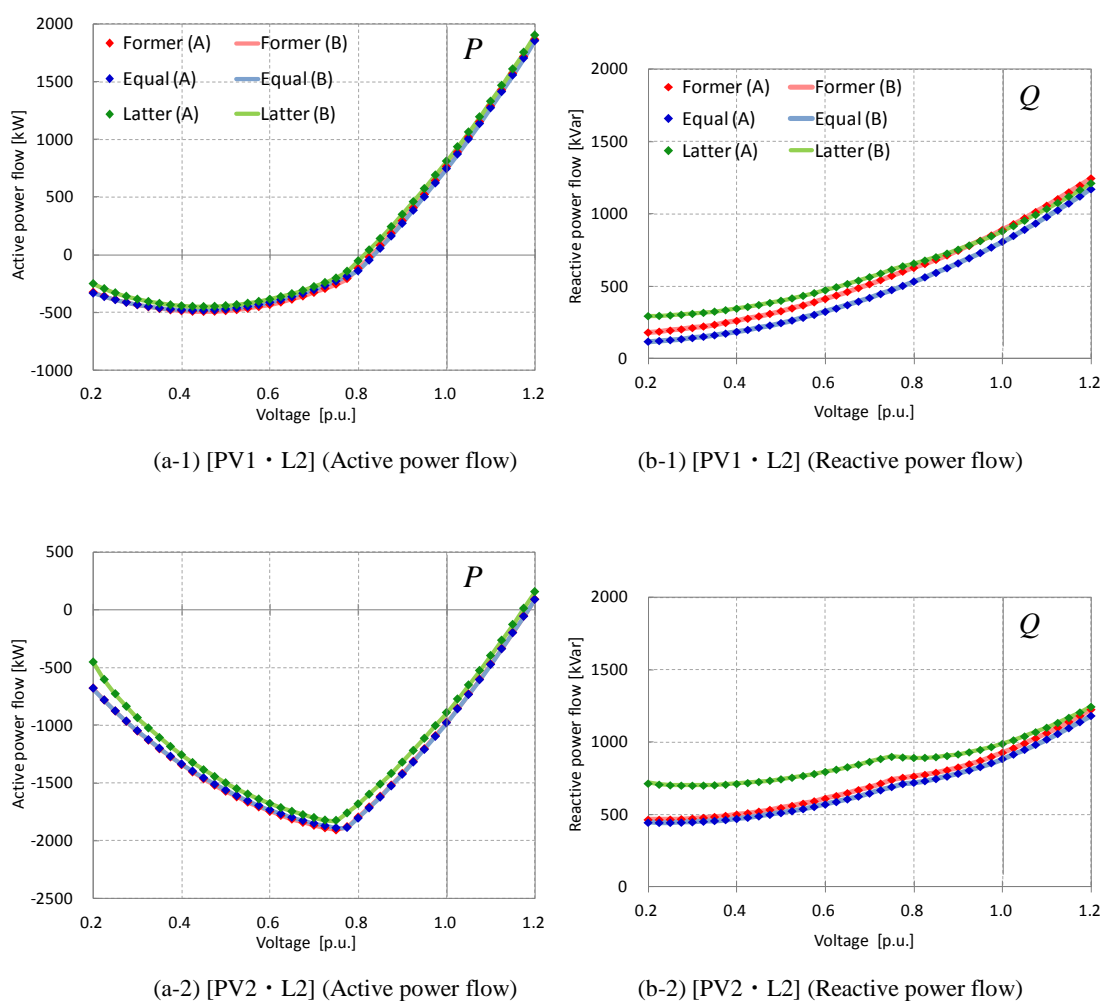 2000
1500
1000
500
0
-500
-1000
Active power flow [kW]
Former (A) Former (B)
Equal (A) Equal (B)
Latter (A) Latter (B)
P
0.2 0.4 0.6 0.8 1.0 1.2
Voltage [p.u.]
(a-1) [PV1・L2] (Active power flow)
2000
1500
1000
500
0
Reactive power flow [kVar]
Former (A) Former (B)
Equal (A) Equal (B)
Latter (A) Latter (B)
Q
0.2 0.4 0.6 0.8 1.0 1.2
Voltage [p.u.]
(b-1) [PV1・L2] (Reactive power flow)
500
0
-500
-1000
-1500
-2000
-2500
Active power flow [kW]
P
0.2 0.4 0.6 0.8 1.0 1.2
Voltage [p.u.]
(a-2) [PV2・L2] (Active power flow)
2000
1500
1000
500
0
Reactive power flow [kVar]
Q
0.2 0.4 0.6 0.8 1.0 1.2
Voltage [p.u.]
(b-2) [PV2・L2] (Reactive power flow)